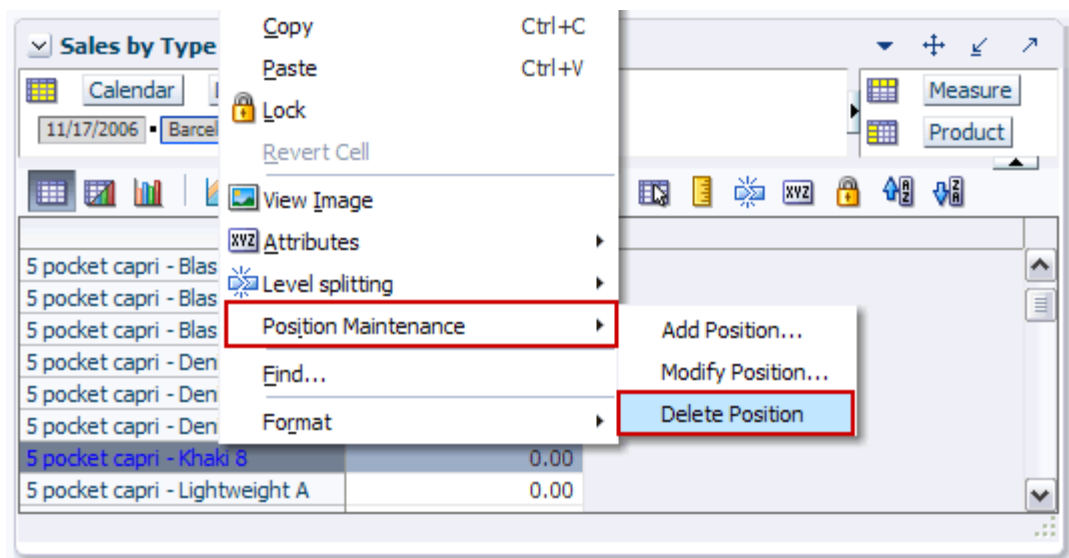 Sales by Type
Copy Ctrl+C
Paste Ctrl+V
Lock
Revert Cell
View Image
Attributes
Level splitting
Position Maintenance
Find...
Format
Add Position...
Modify Position...
Delete Position
Calendar
11/17/2006
Barcel
Measure
Product
XYZ
XYZ
5 pocket capri - Blas
5 pocket capri - Blas
5 pocket capri - Blas
5 pocket capri - Den
5 pocket capri - Den
5 pocket capri - Den
5 pocket capri - Khaki 8 0.00
5 pocket capri - Lightweight A 0.00